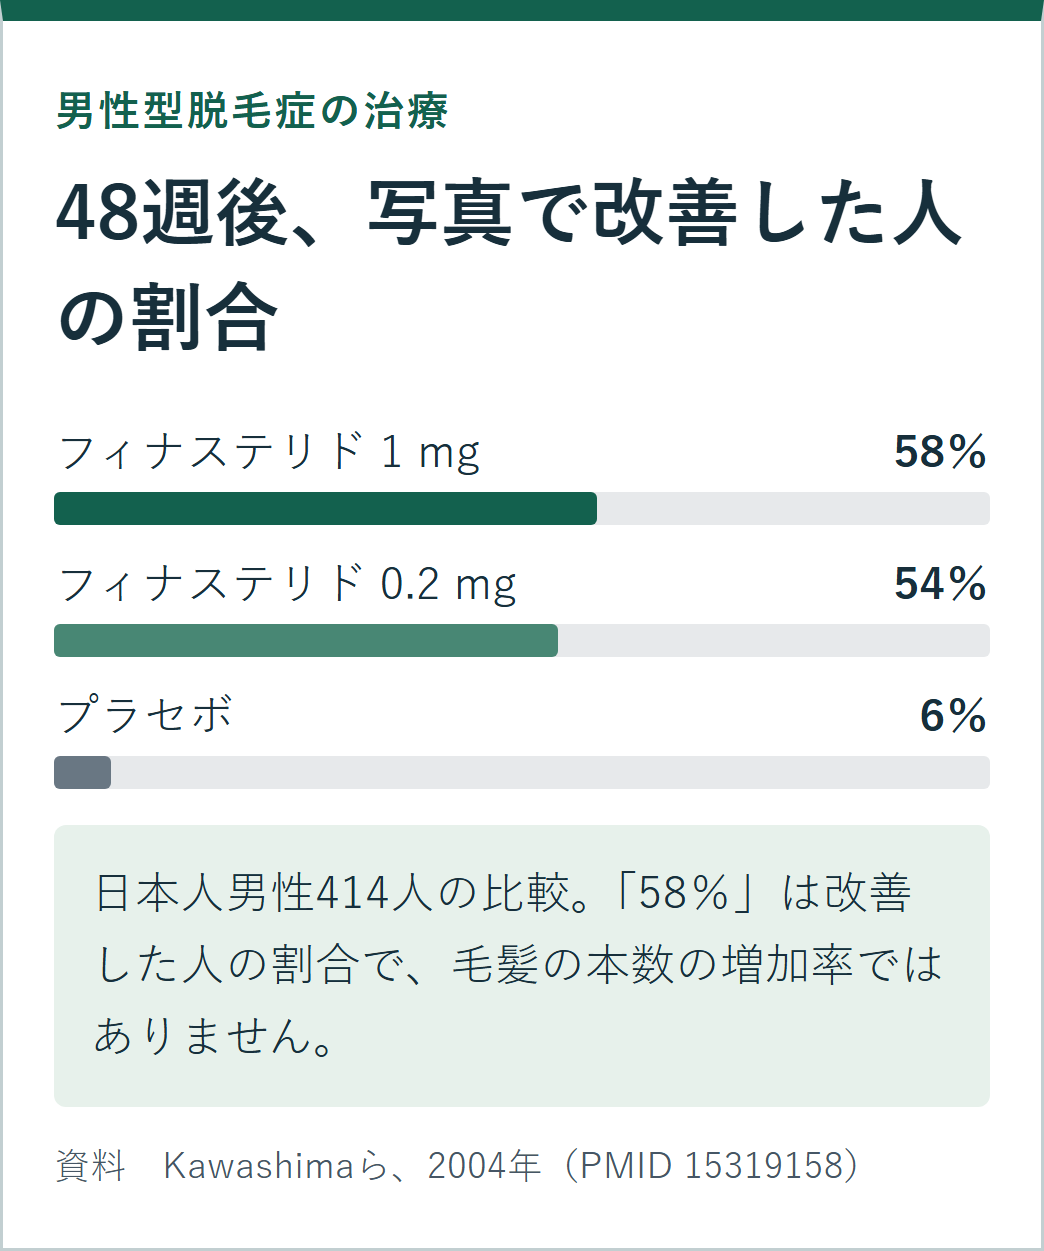 男性型脱毛症の治療
48週後、写真で改善した人
の割合
フィナステリド 1 mg 58%
フィナステリド 0.2 mg 54%
プラセボ 6%
日本人男性414人の比較。「58％」は改善
した人の割合で、毛髪の本数の増加率では
ありません。
資料　Kawashimaら、2004年（PMID 15319158）